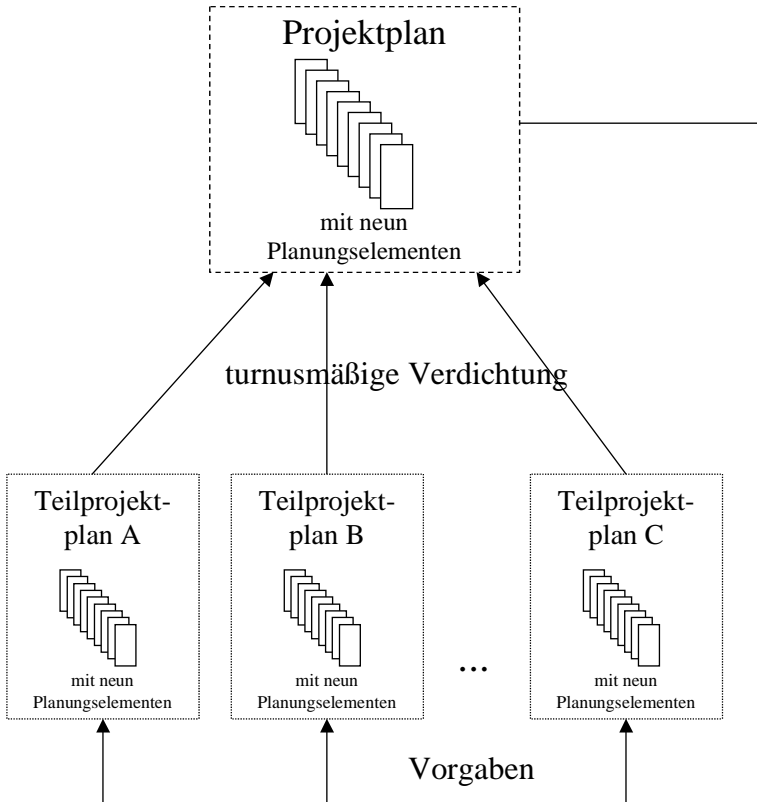 Projektplan
mit neun
Planungselementen
turnusmäßige Verdichtung
Teilprojekt-
plan A
mit neun
Planungselementen
Teilprojekt-
plan B
mit neun
Planungselementen
...
Teilprojekt-
plan C
mit neun
Planungselementen
Vorgaben